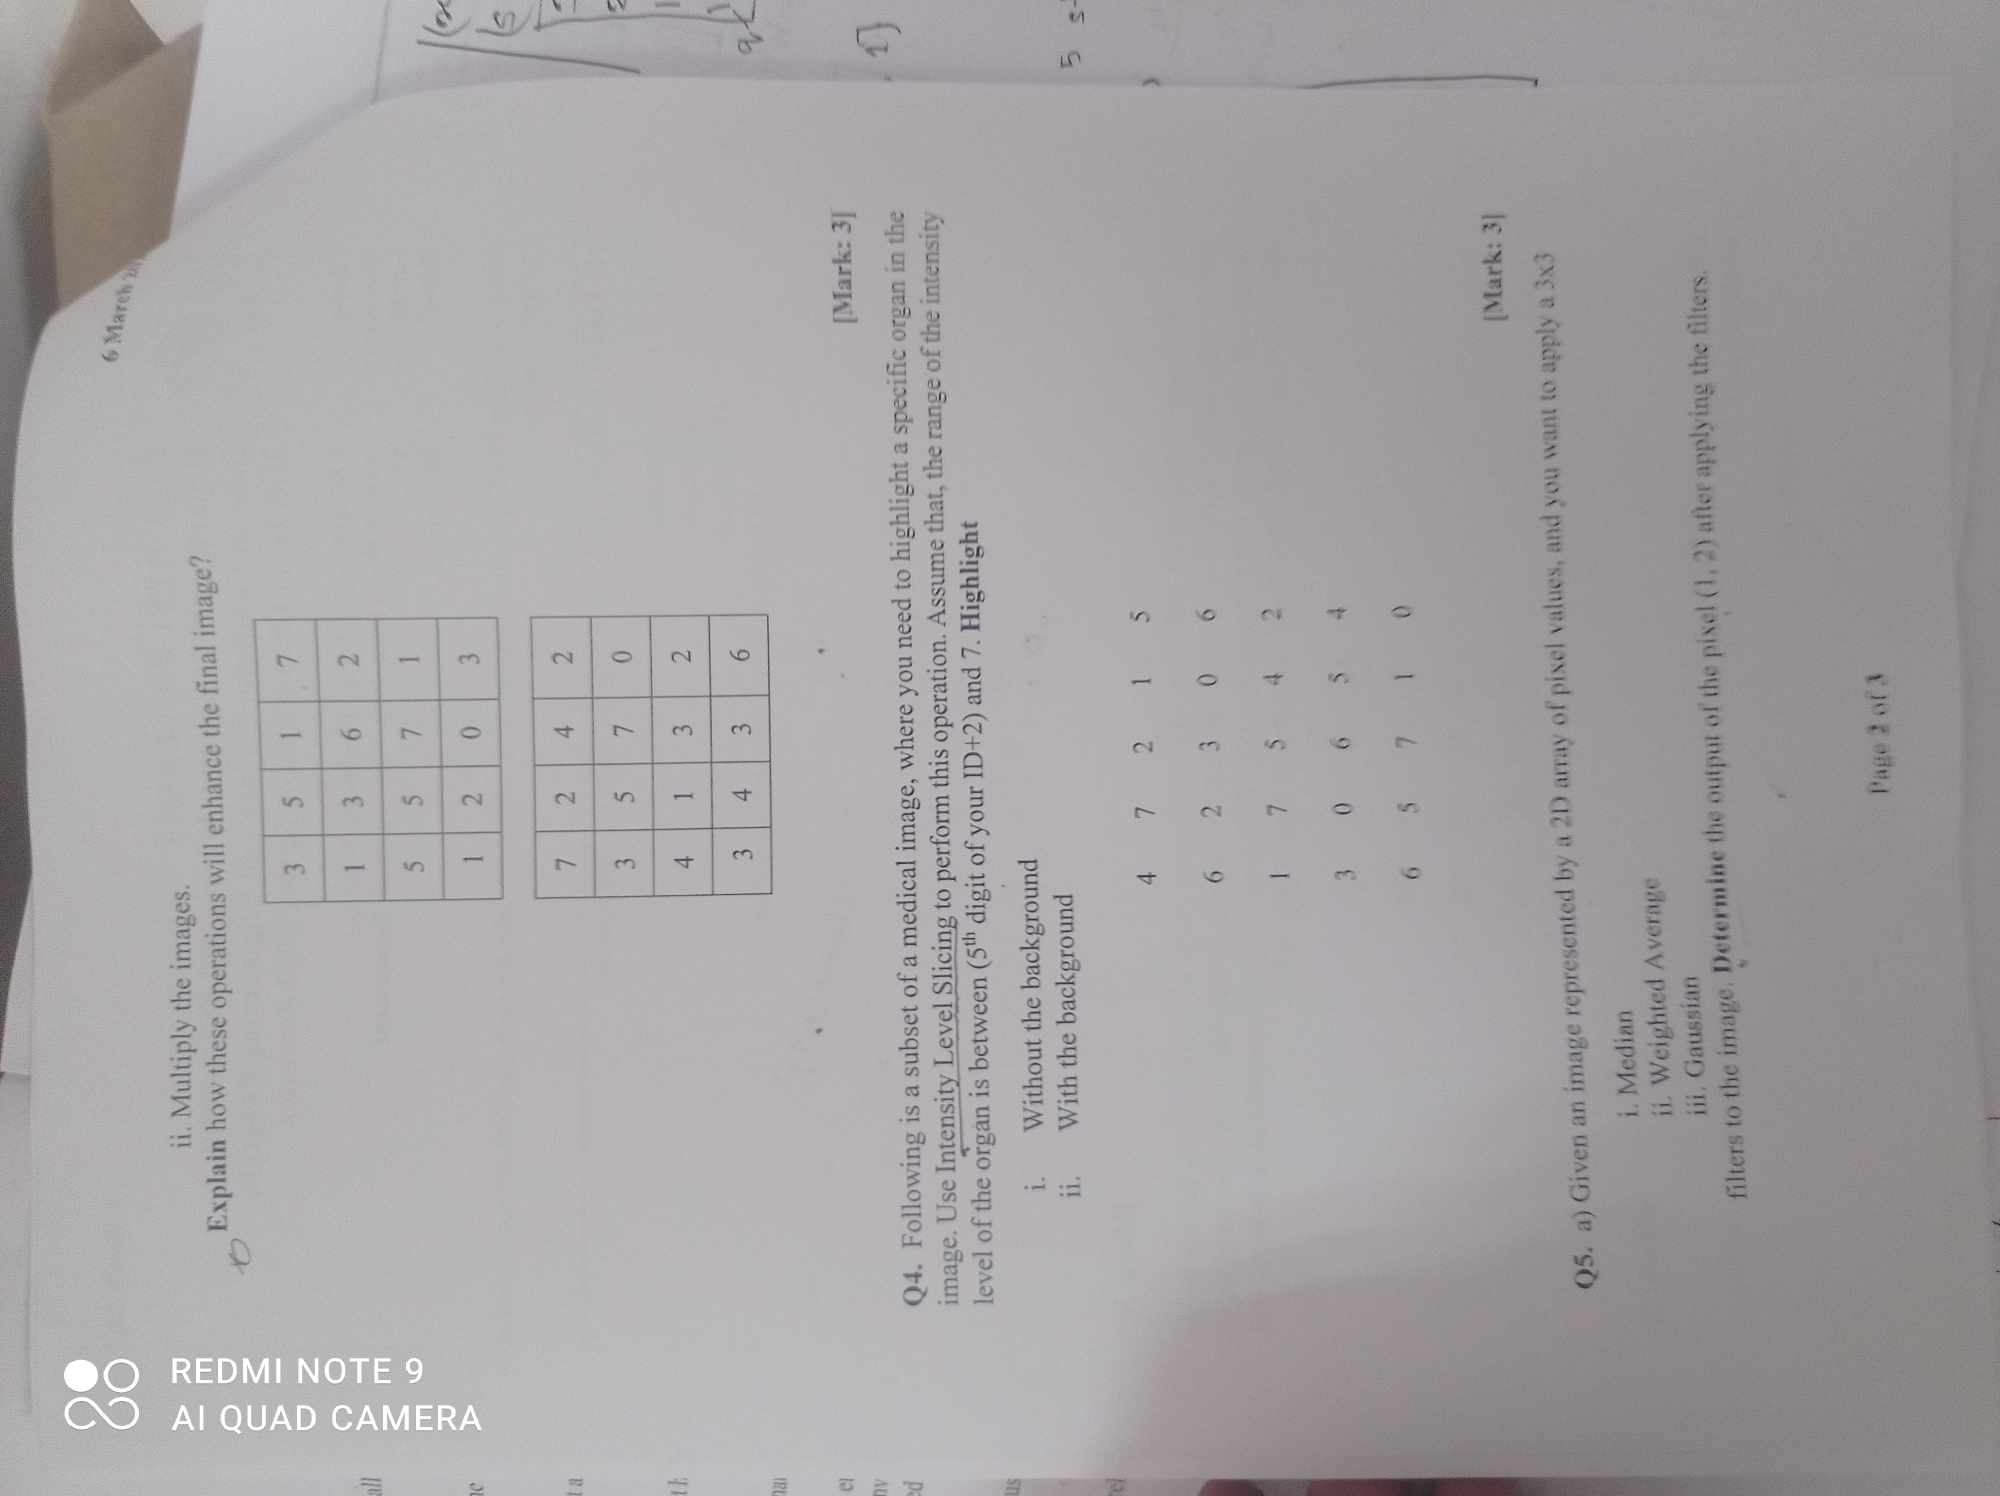 6 March
ii. Multiply the images.
Explain how these operations will enhance the final image?
3 5 1 7
1 3 6 2
5 5 7 1
1 2 0 3
7 2 4 2
3 5 7 0
4 1 3 2
3 4 3 6
[Mark: 3]
Q4. Following is a subset of a medical image, where you need to highlight a specific organ in the
image. Use Intensity Level Slicing to perform this operation. Assume that, the range of the intensity
level of the organ is between (5th digit of your ID+2) and 7. Highlight
i. Without the background
ii. With the background
4 7 2 1 5
6 2 3 0 6
1 7 5 4 2
3 0 6 5 4
6 5 7 1 0
[Mark: 3]
Q5. a) Given an image represented by a 2D array of pixel values, and you want to apply a 3x3
i. Median
ii. Weighted Average
iii. Gaussian
filters to the image. Determine the output of the pixel (1, 2) after applying the filters.
Page 2 of 3
REDMI NOTE 9
AI QUAD CAMERA